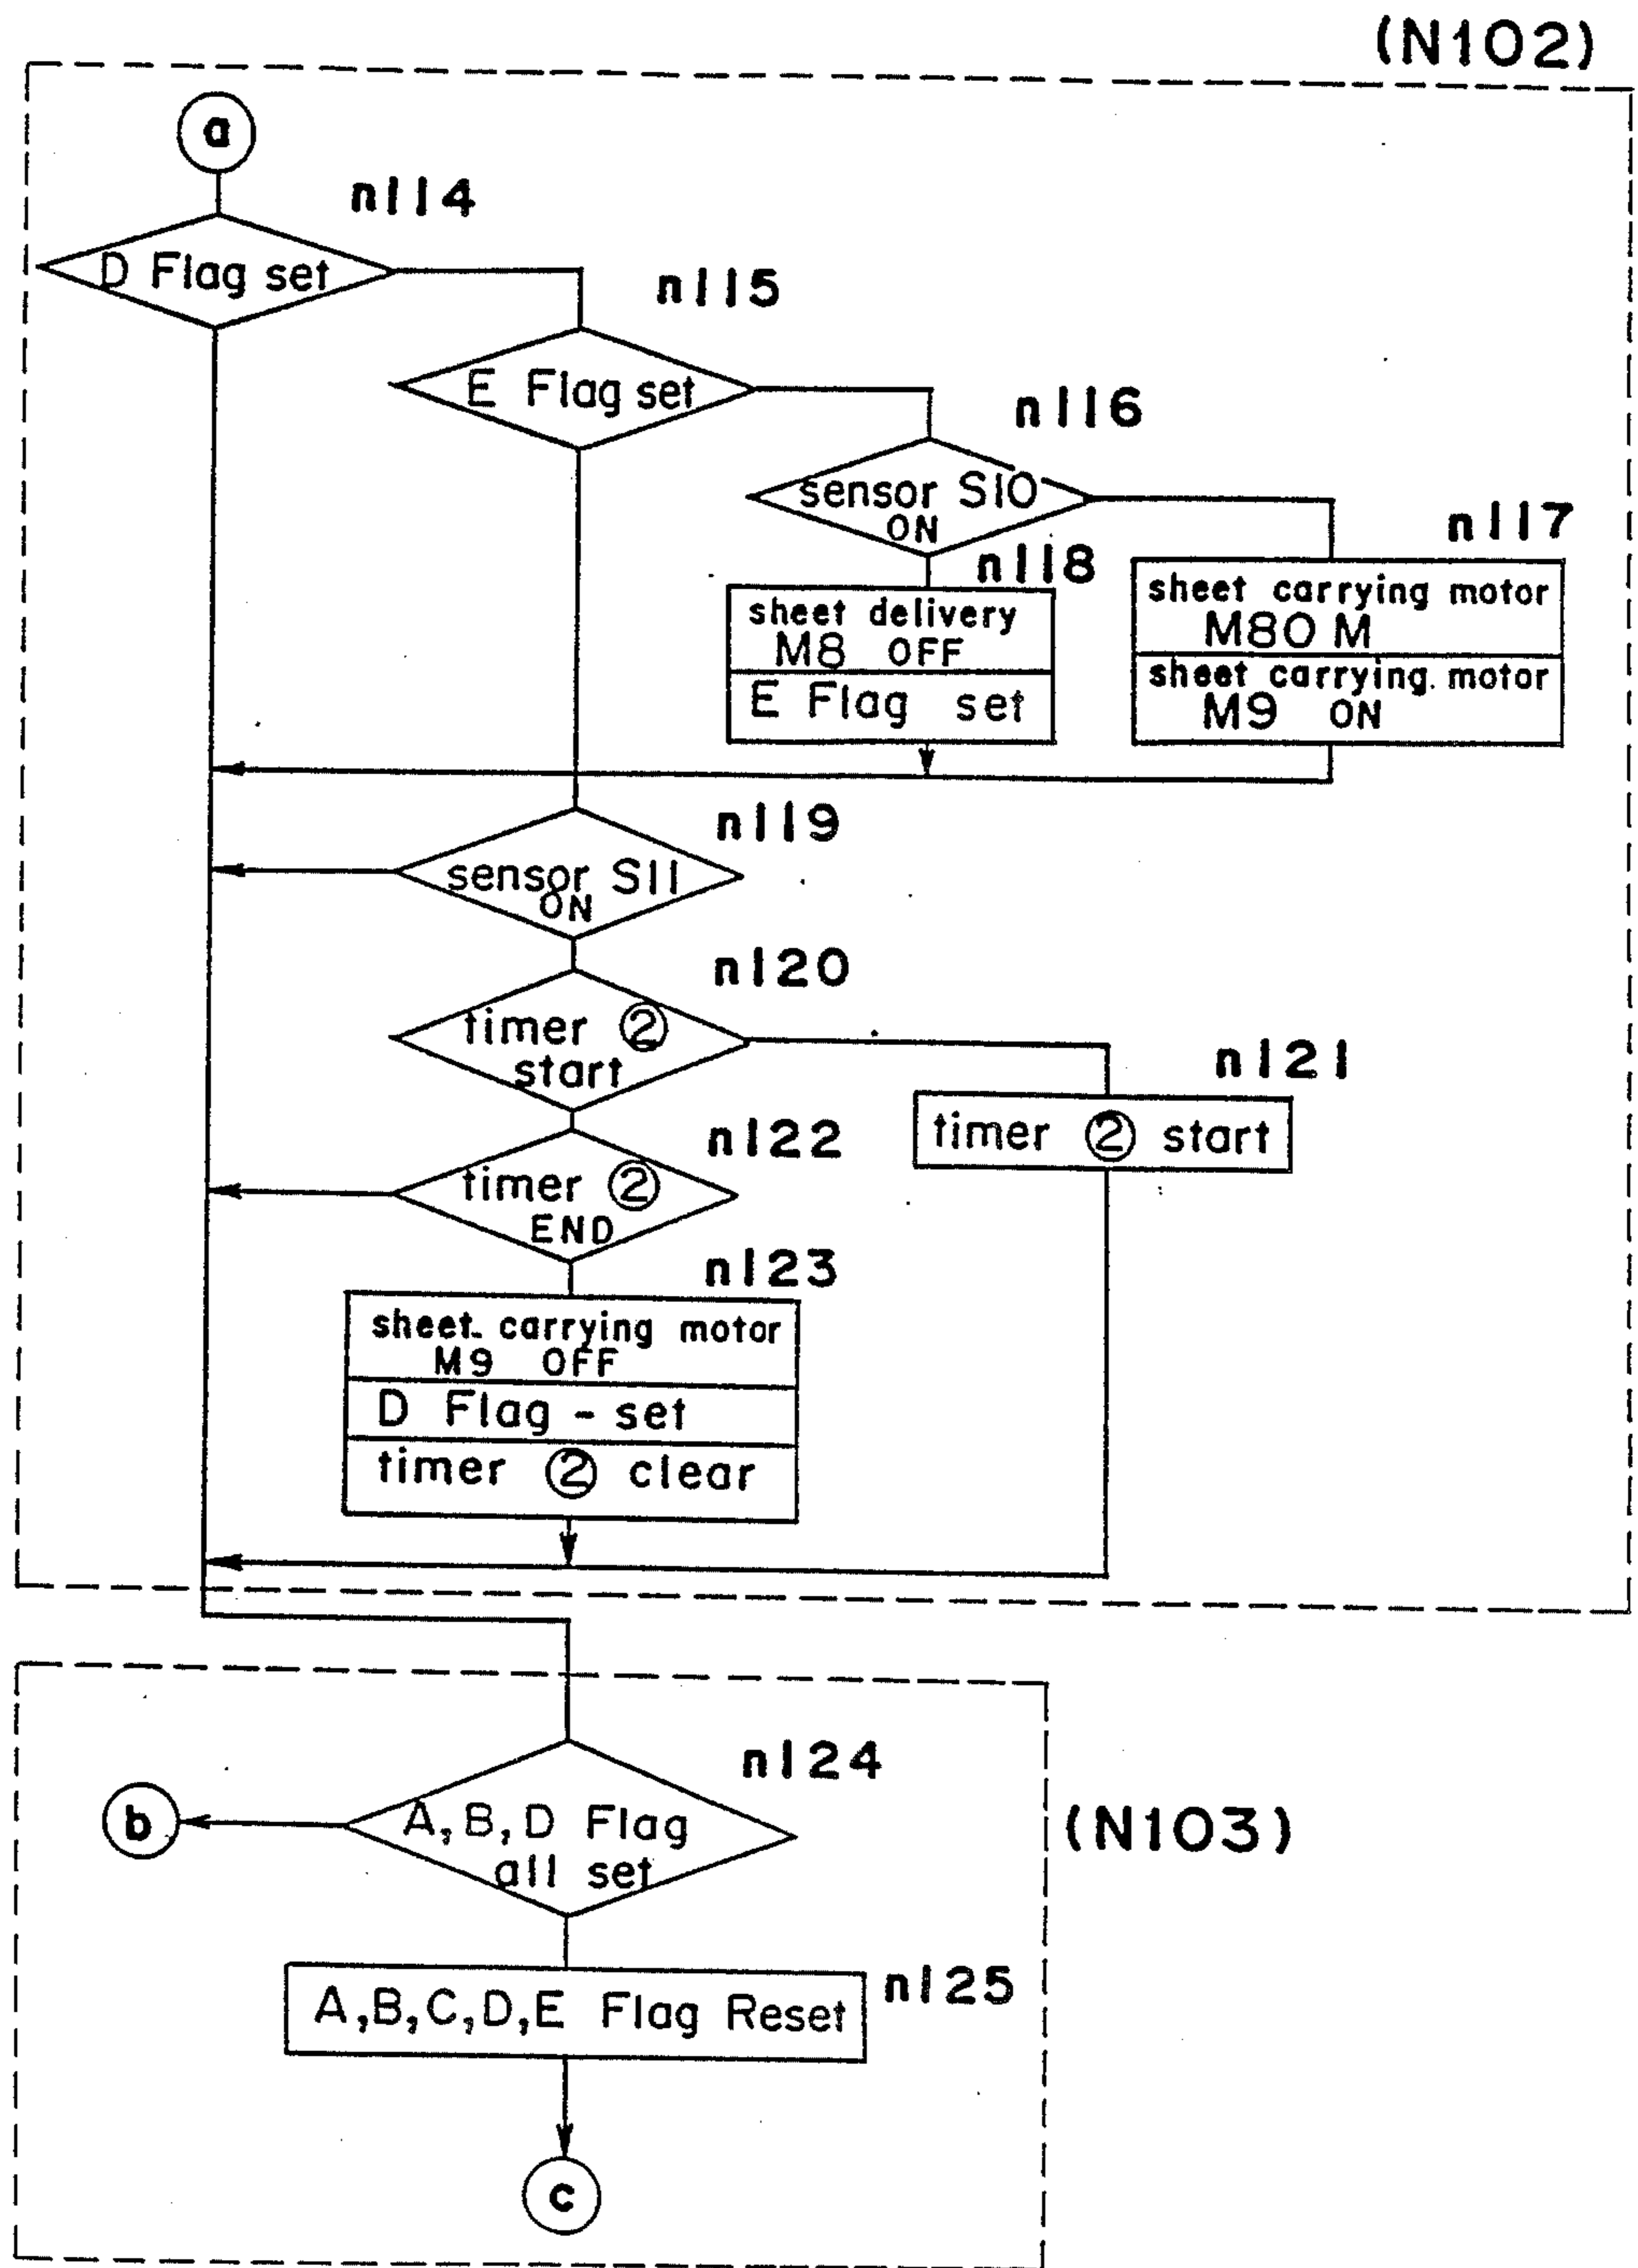 (N102)
a
n114
D Flag set
n115
E Flag set
n116
sensor S10
ON
n117
sheet carrying motor
M80 M
sheet carrying motor
M9 ON
n118
sheet delivery
M8 OFF
E Flag set
n119
sensor S11
ON
n120
timer ②
start
n121
timer ② start
n122
timer ②
END
n123
sheet carrying motor
M9 OFF
D Flag - set
timer ② clear
n124
A, B, D Flag
all set
b
(N103)
n125
A,B,C,D,E Flag Reset
c